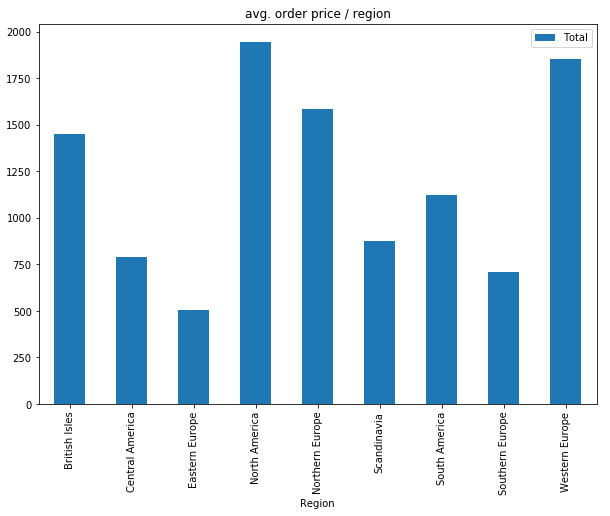 avg. order price / region
Total
2000
1750
1500
1250
1000
750
500
250
0
British Isles
Central America
Eastern Europe
North America
Northern Europe
Scandinavia
South America
Southern Europe
Western Europe
Region